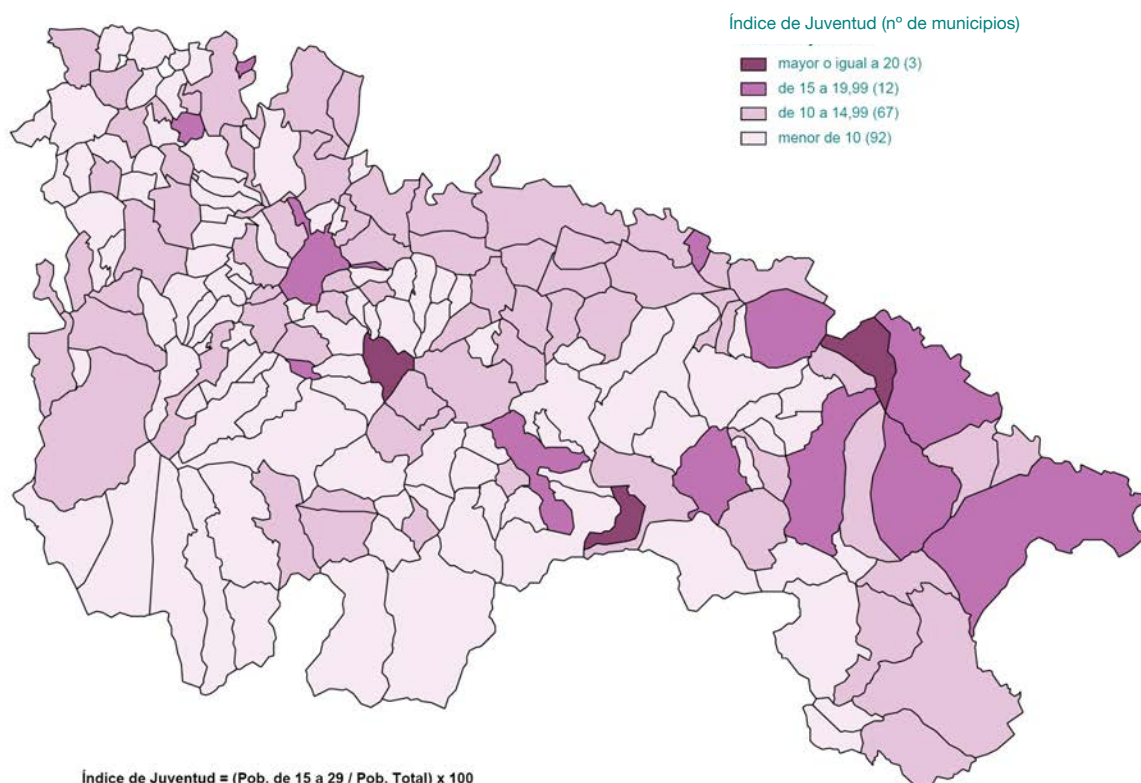 Índice de Juventud (nº de municipios)
mayor o igual a 20 (3)
de 15 a 19,99 (12)
de 10 a 14,99 (67)
menor de 10 (92)
Índice de Juventud = (Pob. de 15 a 29 / Pob. Total) x 100